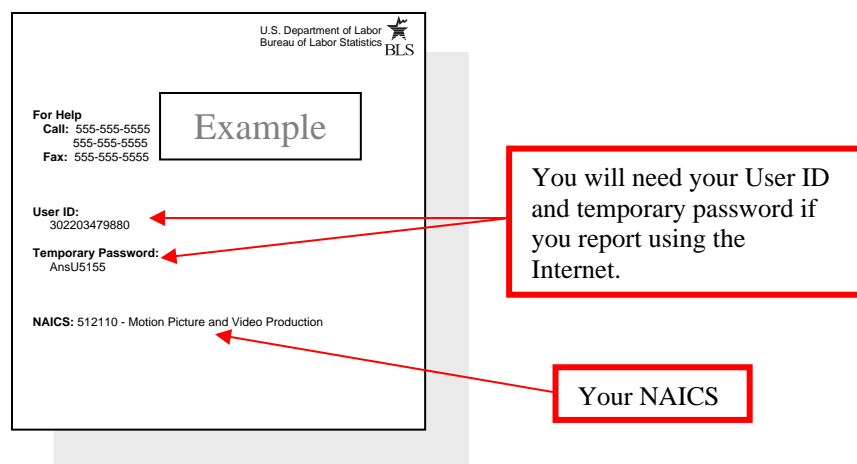 U.S. Department of Labor
Bureau of Labor Statistics
BLS
For Help
Call: 555-555-5555
555-555-5555
Fax: 555-555-5555
Example
User ID:
302203479880
Temporary Password:
AnsU5155
NAICS: 512110 - Motion Picture and Video Production
You will need your User ID
and temporary password if
you report using the
Internet.
Your NAICS